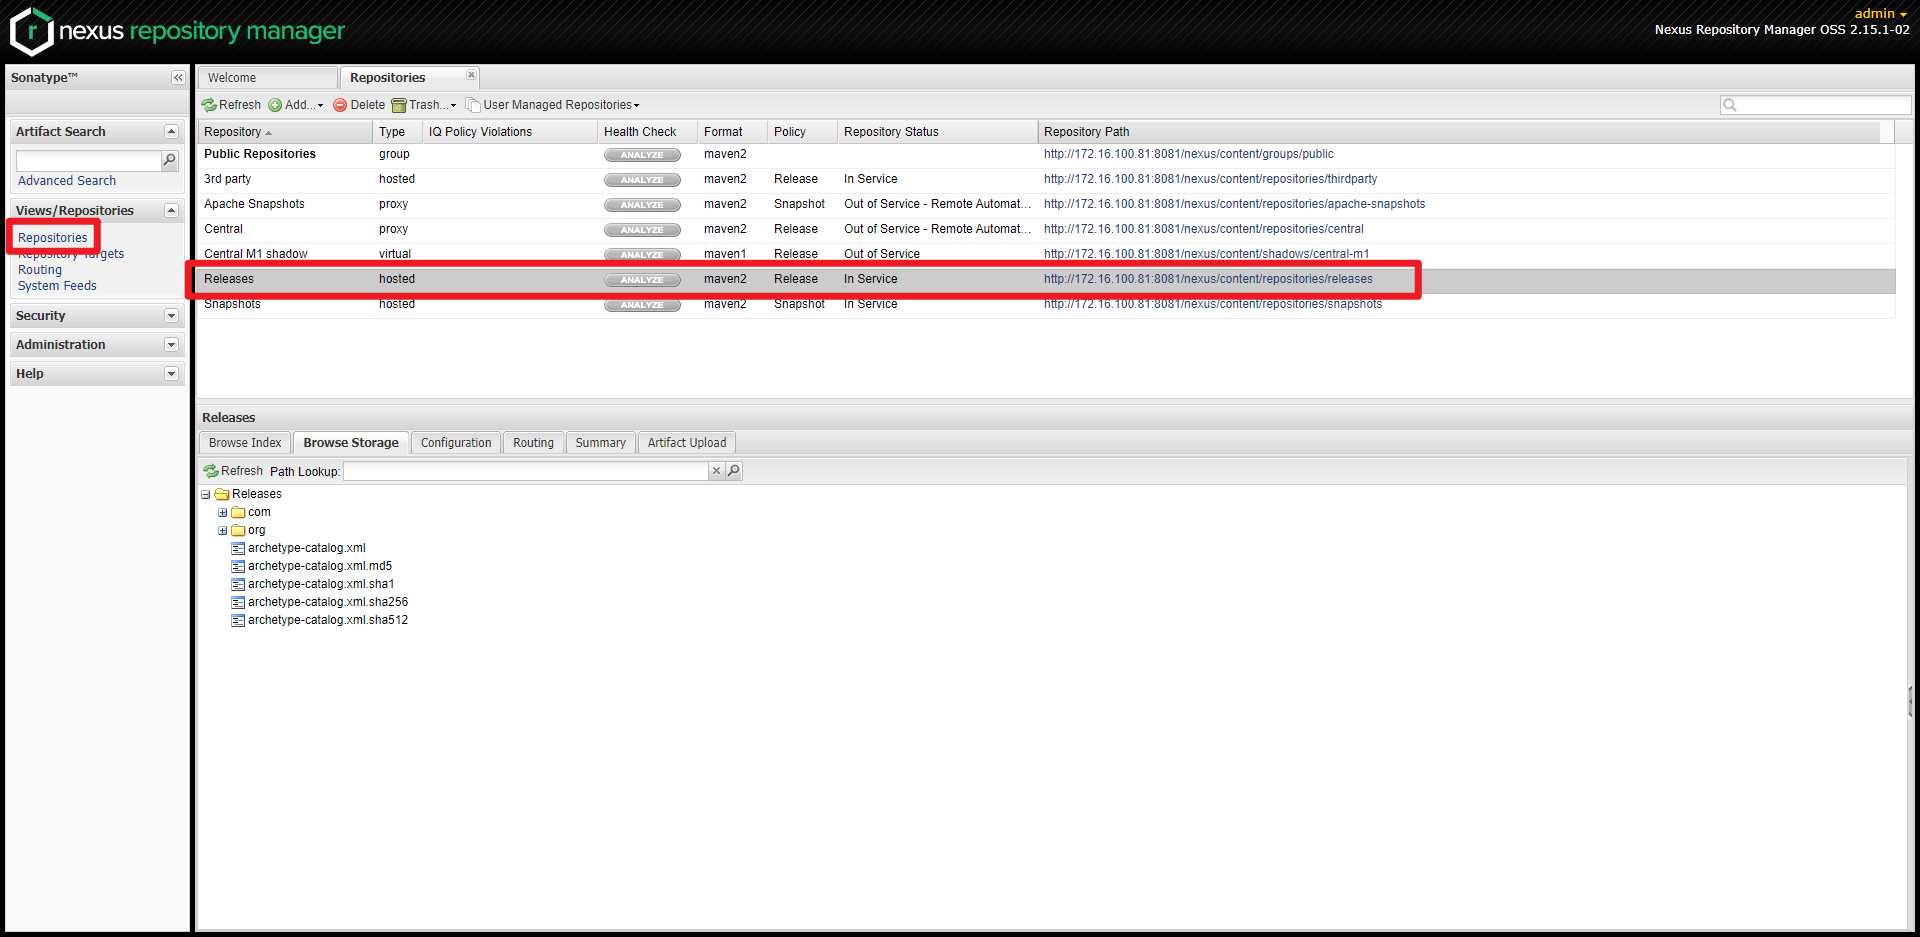 nexus repository manager
admin
Nexus Repository Manager OSS 2.15.1-02
Sonatype™
Artifact Search
Advanced Search
Views/Repositories
Repositories
Repository Targets
Routing
System Feeds
Security
Administration
Help
Welcome
Repositories
Refresh Add... Delete Trash... User Managed Repositories
Repository Type IQ Policy Violations Health Check Format Policy Repository Status Repository Path
Public Repositories group ANALYZE maven2 http://172.16.100.81:8081/nexus/content/groups/public
3rd party hosted ANALYZE maven2 Release In Service http://172.16.100.81:8081/nexus/content/repositories/thirdparty
Apache Snapshots proxy ANALYZE maven2 Snapshot Out of Service - Remote Automat... http://172.16.100.81:8081/nexus/content/repositories/apache-snapshots
Central proxy ANALYZE maven2 Release Out of Service - Remote Automat... http://172.16.100.81:8081/nexus/content/repositories/central
Central M1 shadow virtual ANALYZE maven1 Release Out of Service http://172.16.100.81:8081/nexus/content/shadows/central-m1
Releases hosted ANALYZE maven2 Release In Service http://172.16.100.81:8081/nexus/content/repositories/releases
Snapshots hosted ANALYZE maven2 Snapshot In Service http://172.16.100.81:8081/nexus/content/repositories/snapshots
Releases
Browse Index Browse Storage Configuration Routing Summary Artifact Upload
Refresh Path Lookup:
Releases
com
org
archetype-catalog.xml
archetype-catalog.xml.md5
archetype-catalog.xml.sha1
archetype-catalog.xml.sha256
archetype-catalog.xml.sha512